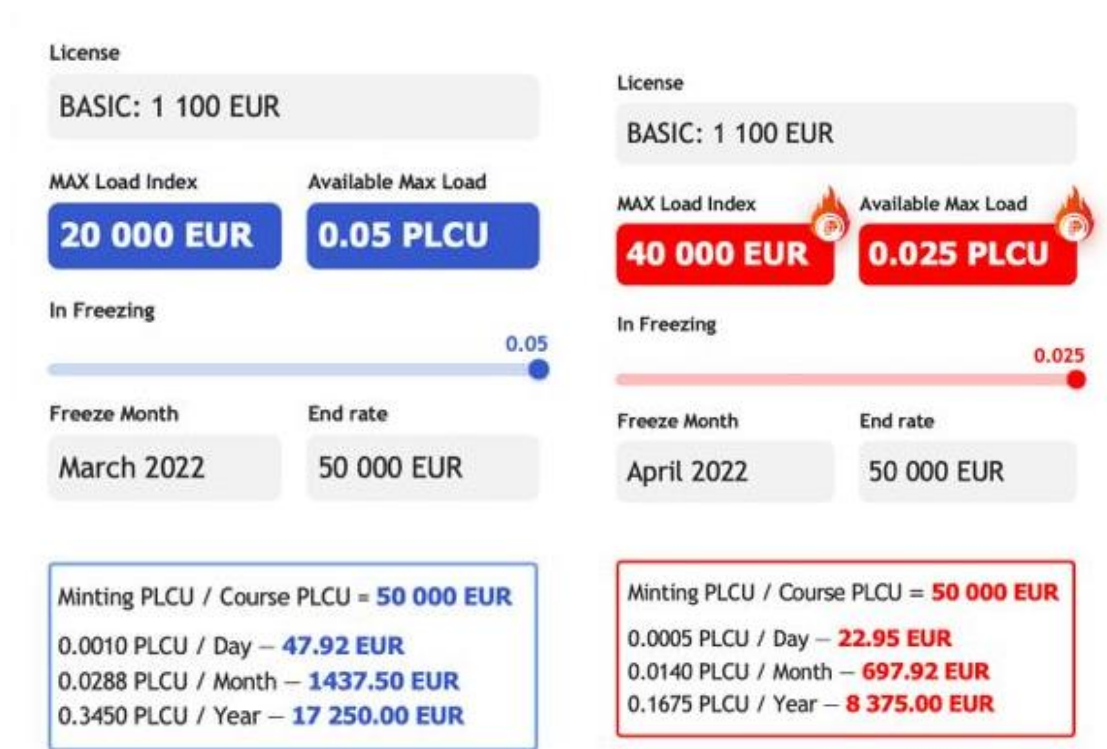 License
BASIC: 1 100 EUR
MAX Load Index
Available Max Load
20 000 EUR
0.05 PLCU
In Freezing
0.05
Freeze Month
End rate
March 2022
50 000 EUR
Minting PLCU / Course PLCU = 50 000 EUR
0.0010 PLCU / Day — 47.92 EUR
0.0288 PLCU / Month — 1437.50 EUR
0.3450 PLCU / Year — 17 250.00 EUR
License
BASIC: 1 100 EUR
MAX Load Index
Available Max Load
40 000 EUR
0.025 PLCU
In Freezing
0.025
Freeze Month
End rate
April 2022
50 000 EUR
Minting PLCU / Course PLCU = 50 000 EUR
0.0005 PLCU / Day — 22.95 EUR
0.0140 PLCU / Month — 697.92 EUR
0.1675 PLCU / Year — 8 375.00 EUR